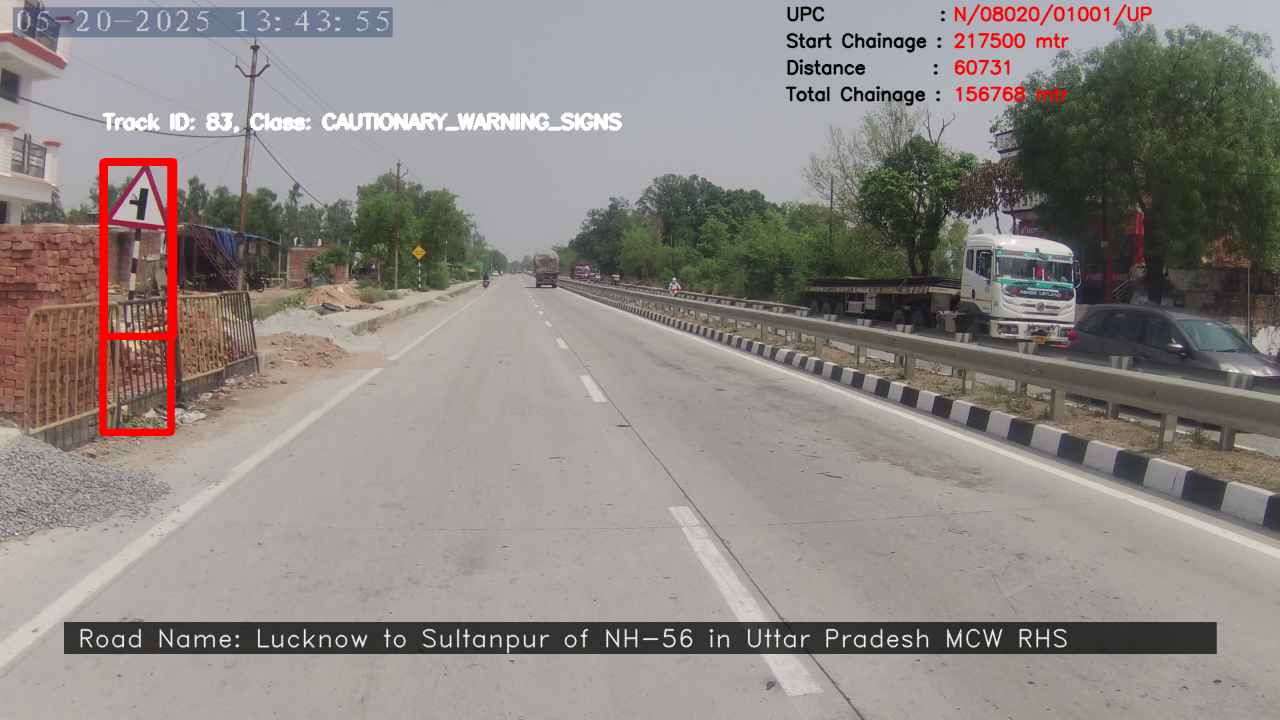 05-20-2025 13:43:55
UPC : N/08020/01001/UP
Start Chainage : 217500 mtr
Distance : 60731
Total Chainage : 156768 mtr
Track ID: 83, Class: CAUTIONARY_WARNING_SIGNS
ASHOK LEYLAND
Road Name: Lucknow to Sultanpur of NH-56 in Uttar Pradesh MCW RHS